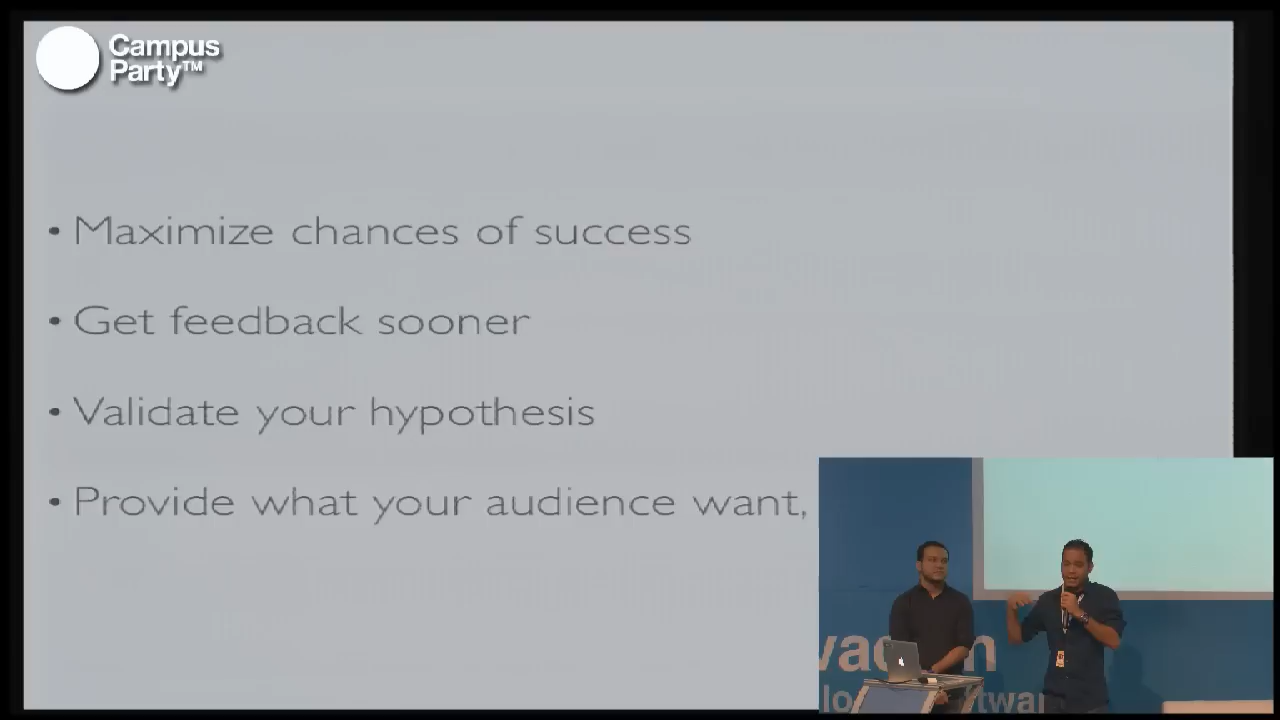 Campus
Party™
• Maximize chances of success
• Get feedback sooner
• Validate your hypothesis
• Provide what your audience want,